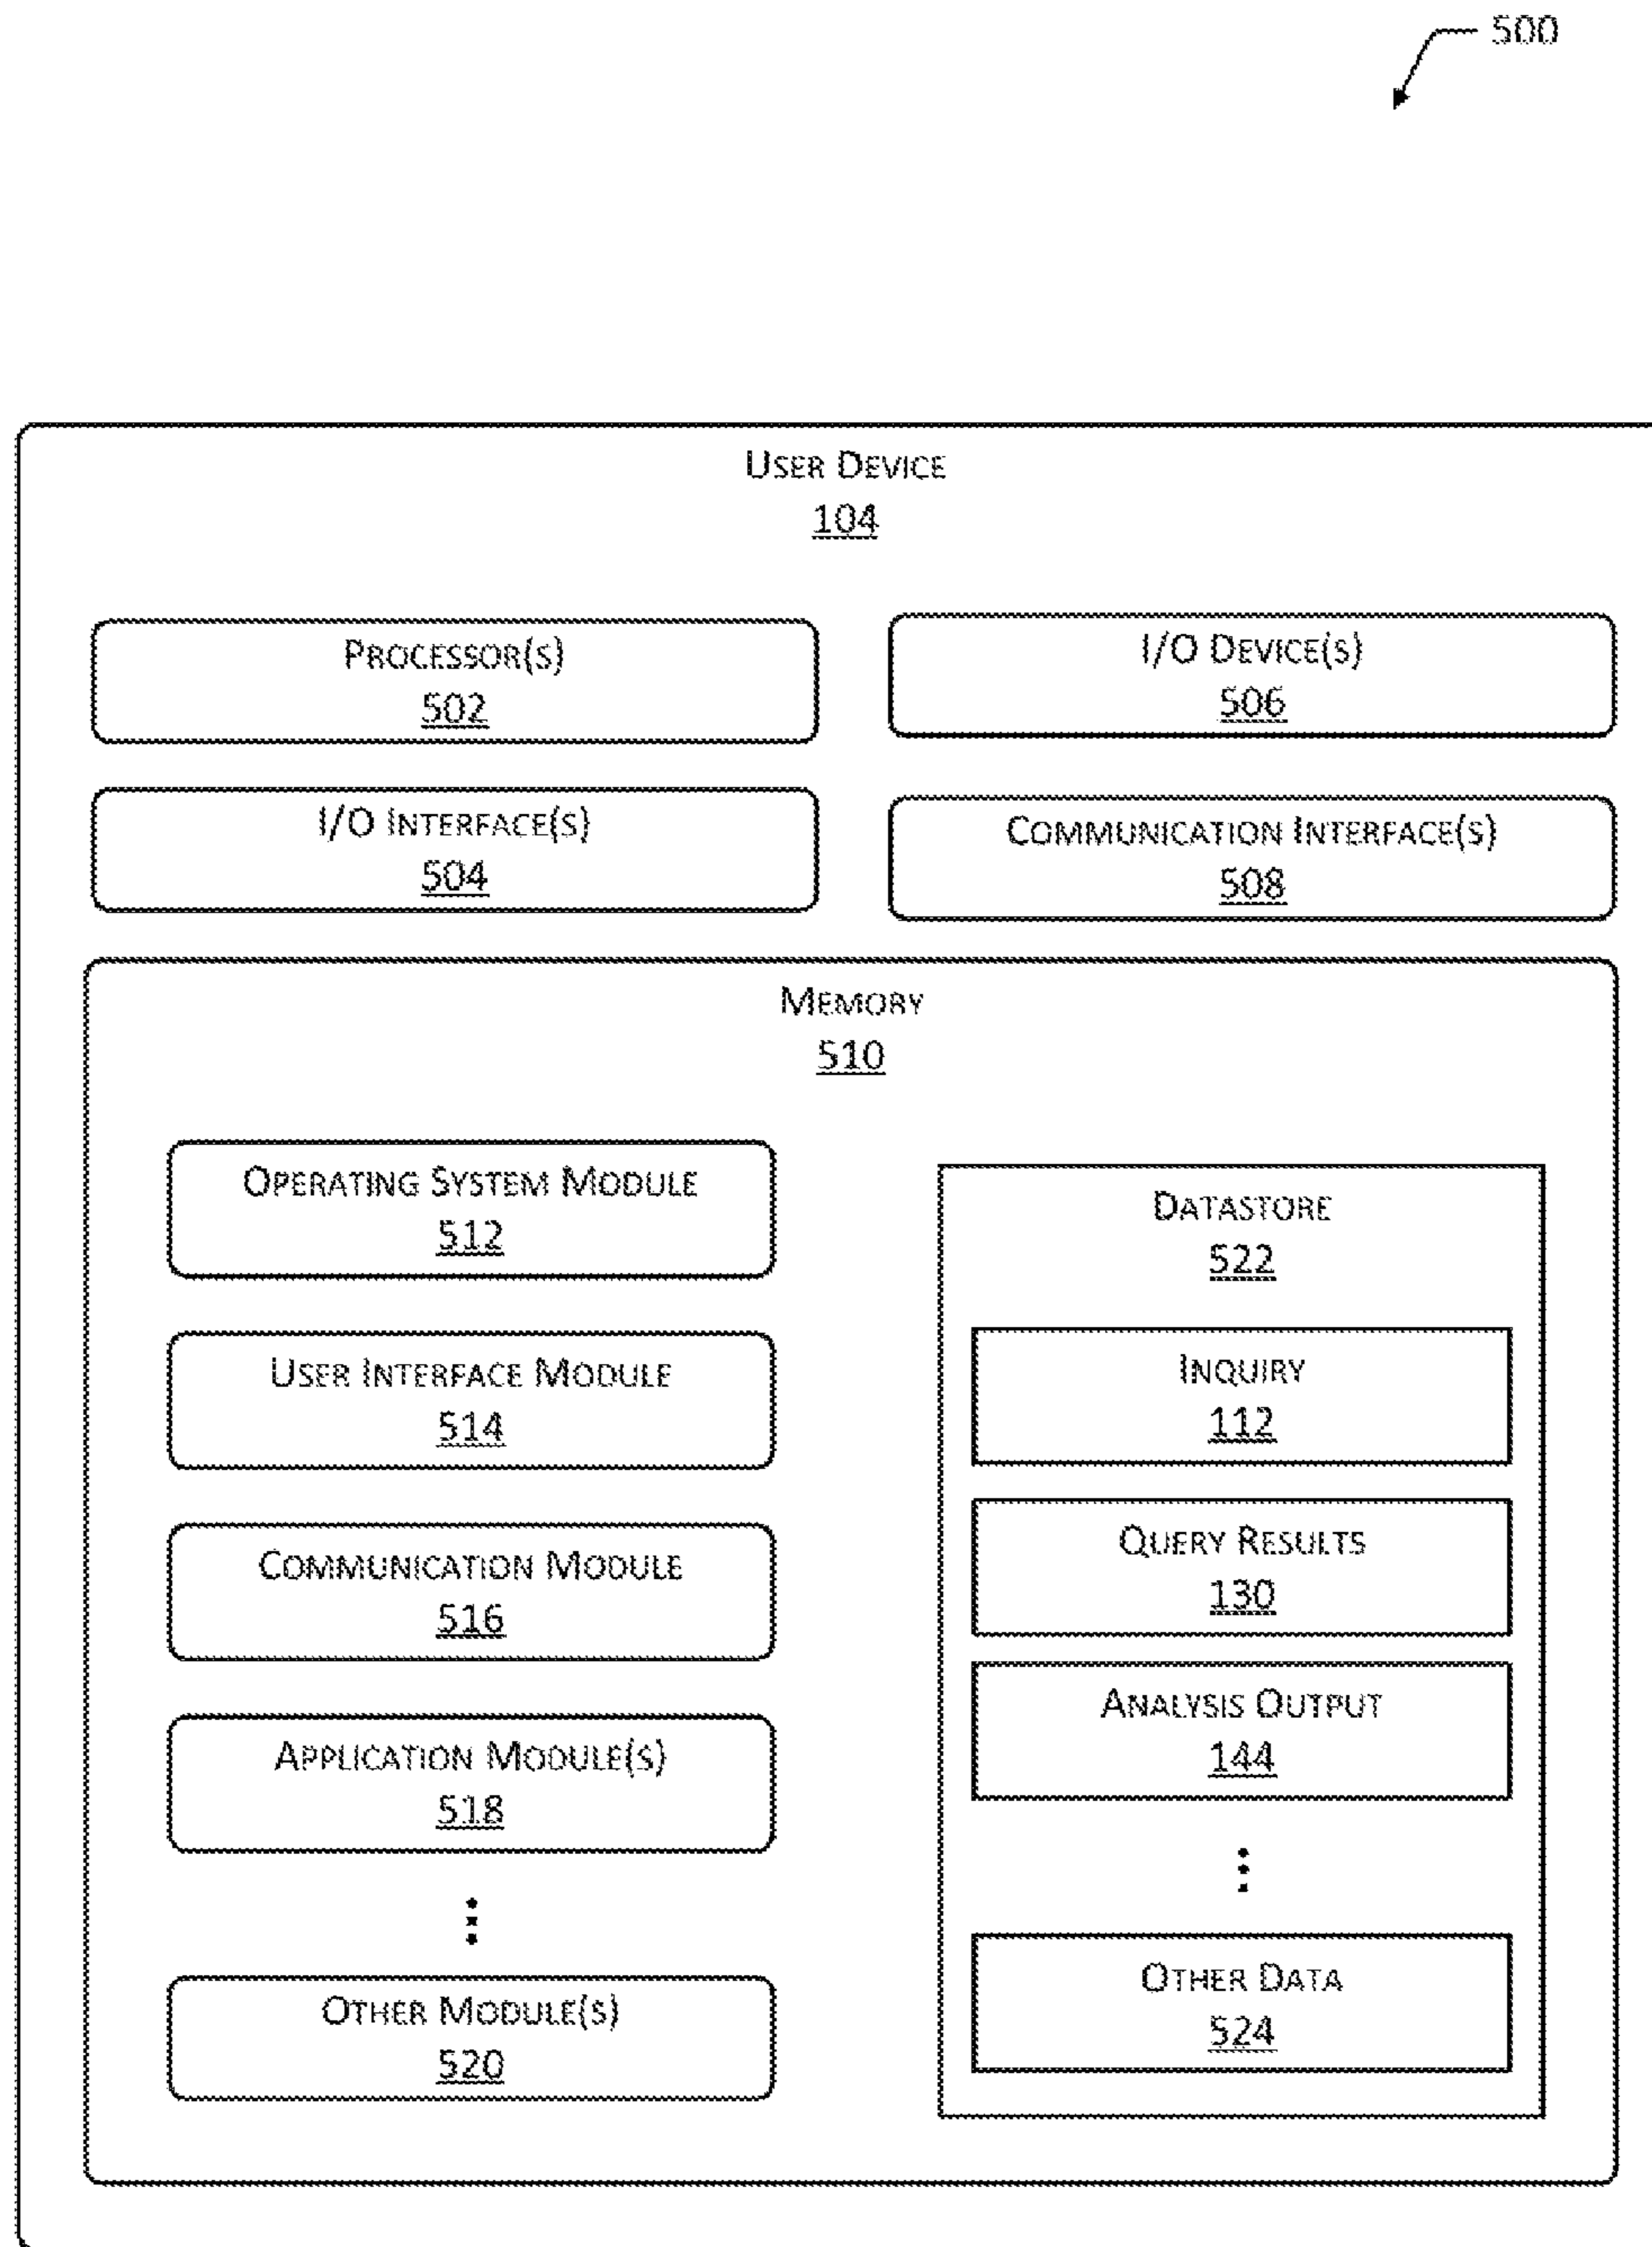 500
User Device
104
Processor(s)
502
I/O Device(s)
506
I/O Interface(s)
504
Communication Interface(s)
508
Memory
510
Operating System Module
512
User Interface Module
514
Communication Module
516
Application Module(s)
518
Other Module(s)
520
Datastore
522
Inquiry
112
Query Results
130
Analysis Output
144
Other Data
524